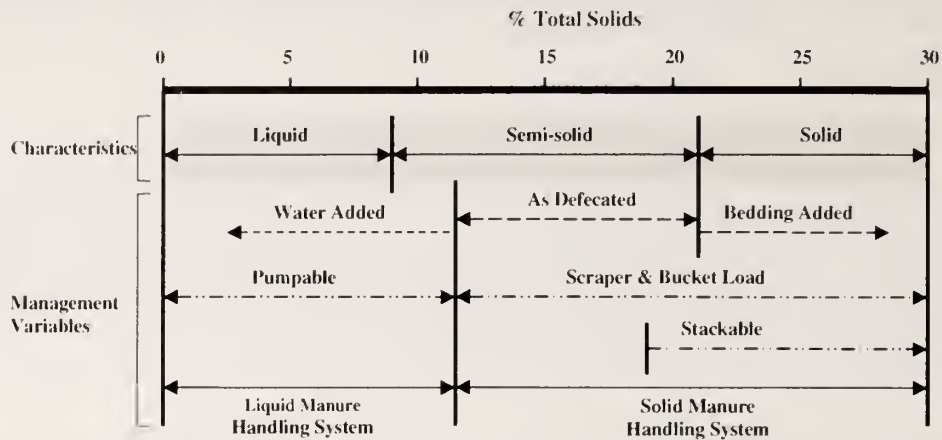 % Total Solids
0 5 10 15 20 25 30
Characteristics
Liquid Semi-solid Solid
Water Added As Defecated Bedding Added
Pumpable Scraper & Bucket Load
Management
Variables
Stackable
Liquid Manure
Handling System
Solid Manure
Handling System